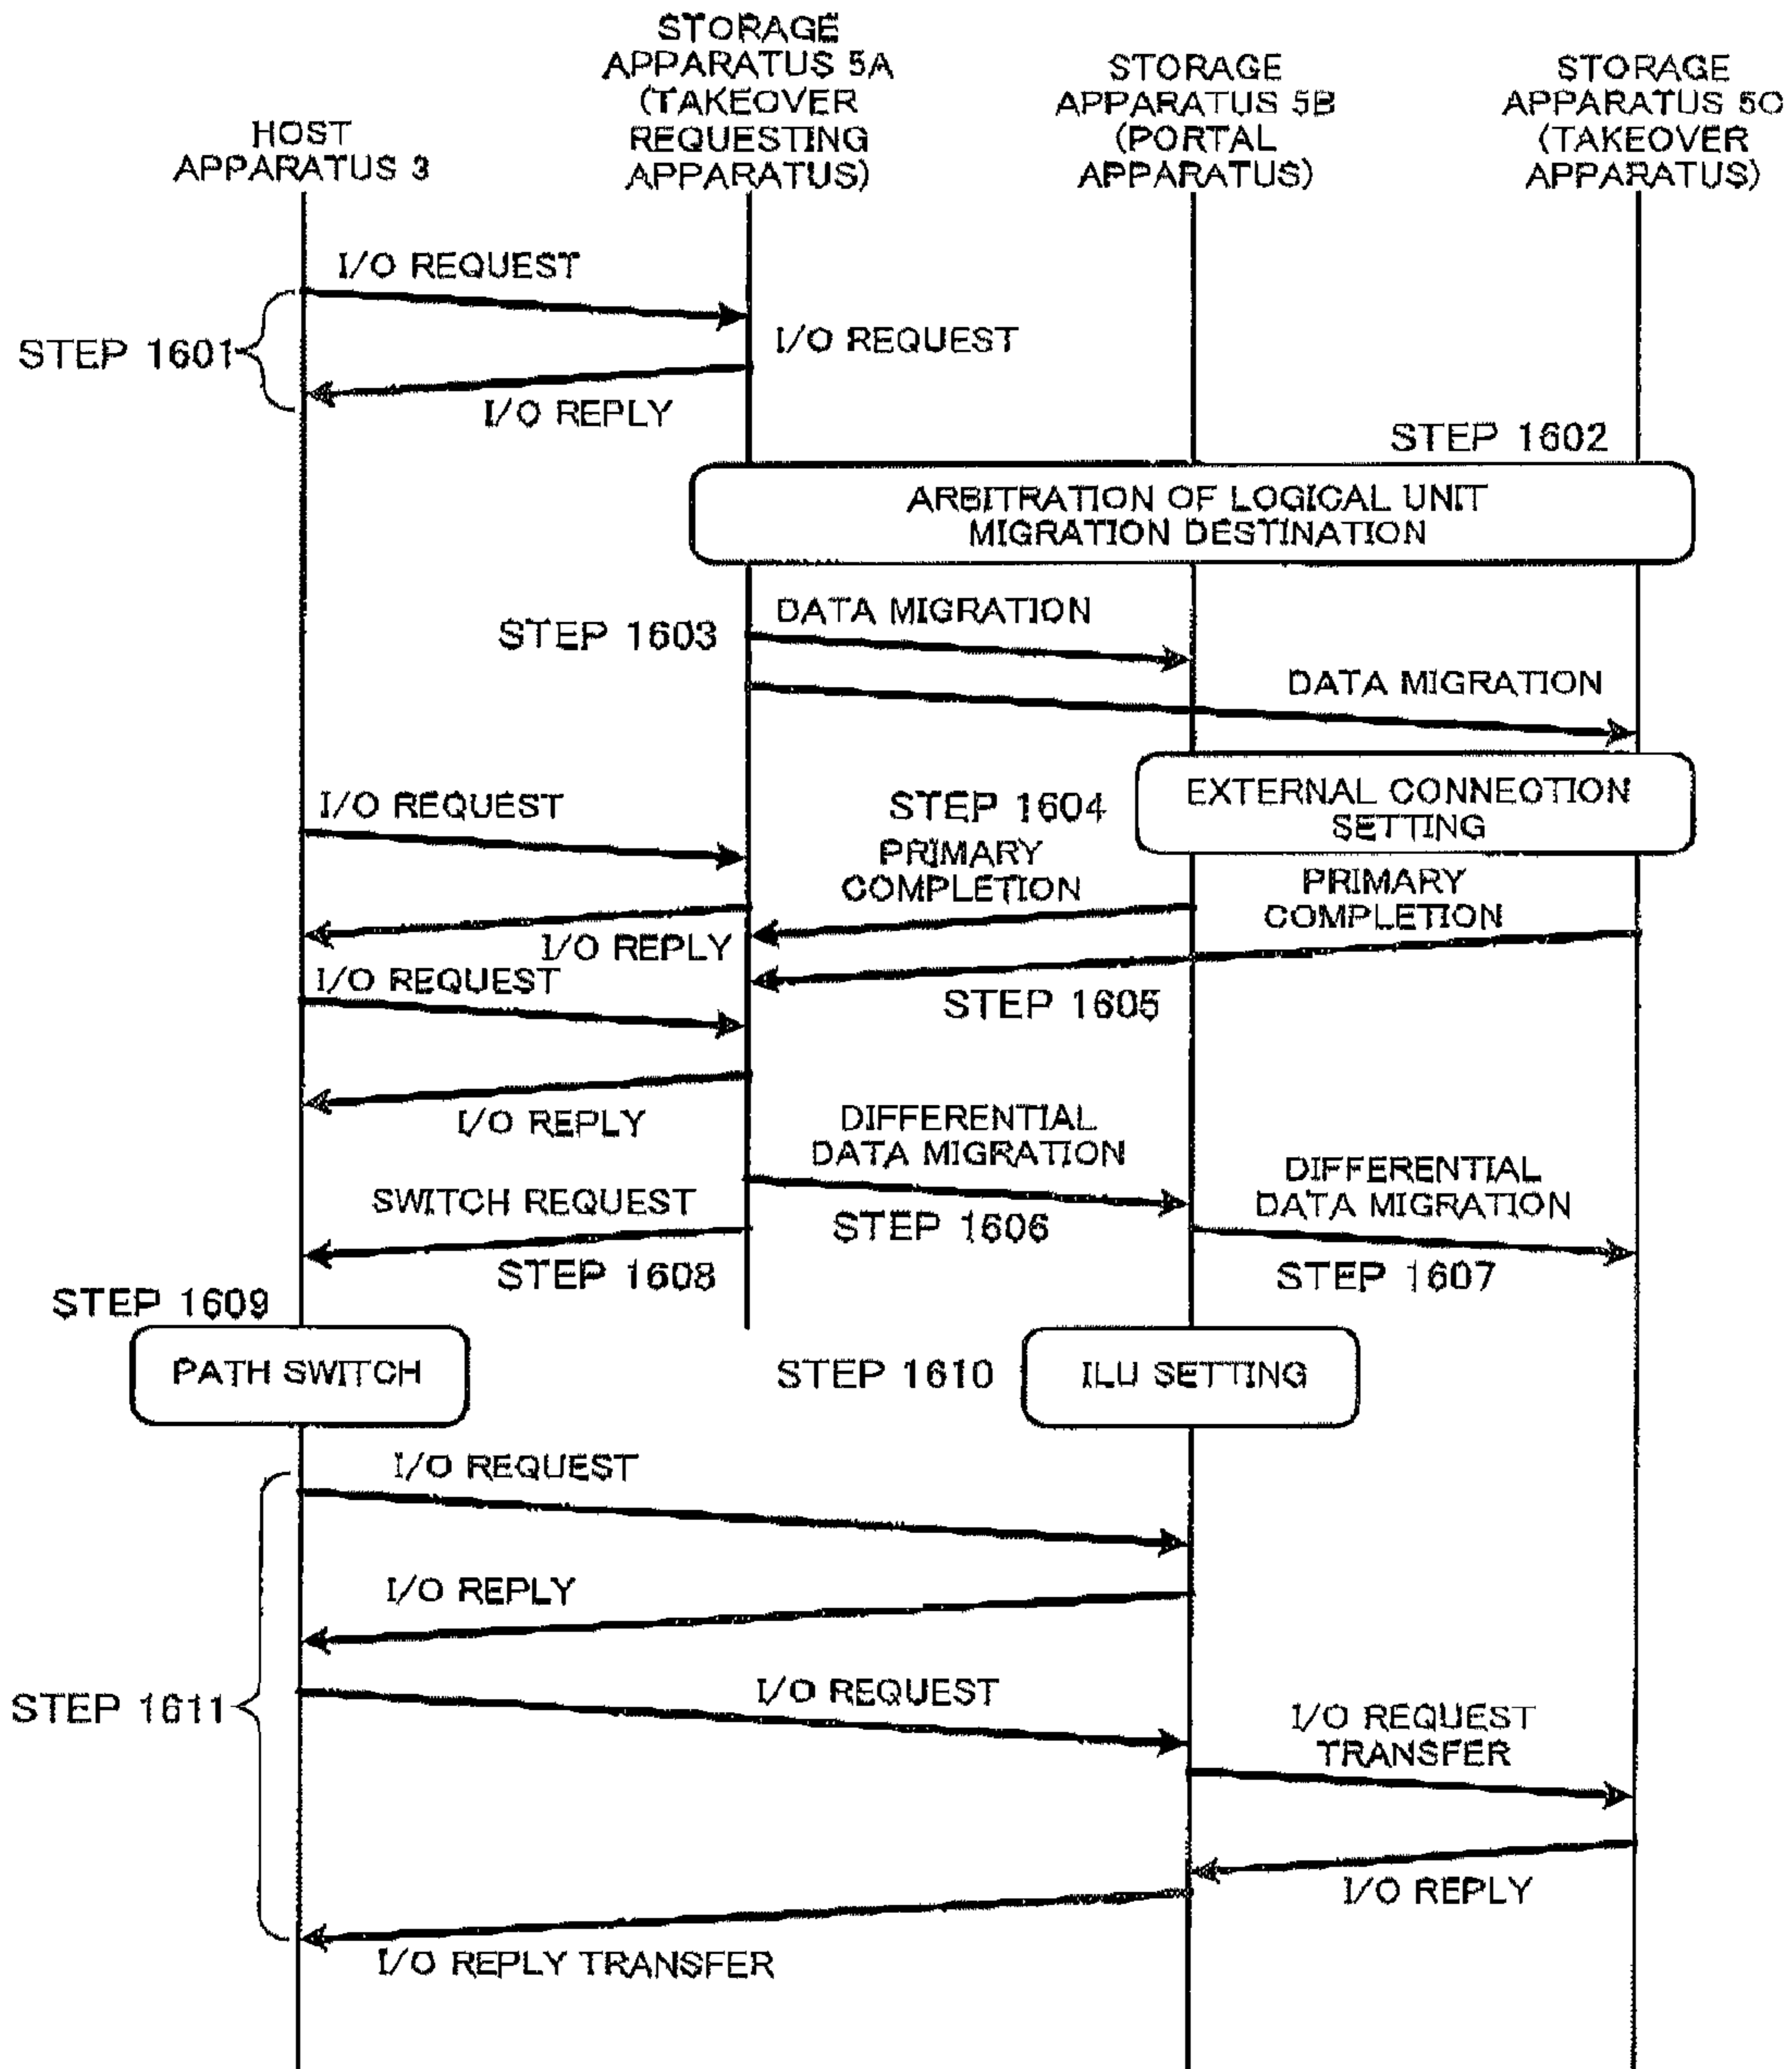 HOST
APPARATUS 3
STORAGE
APPARATUS 5A
(TAKEOVER
REQUESTING
APPARATUS)
STORAGE
APPARATUS 5B
(PORTAL
APPARATUS)
STORAGE
APPARATUS 5C
(TAKEOVER
APPARATUS)
I/O REQUEST
STEP 1601
I/O REQUEST
I/O REPLY
STEP 1602
ARBITRATION OF LOGICAL UNIT
MIGRATION DESTINATION
DATA MIGRATION
STEP 1603
DATA MIGRATION
EXTERNAL CONNECTION
SETTING
STEP 1604
I/O REQUEST
PRIMARY
COMPLETION
PRIMARY
COMPLETION
I/O REPLY
I/O REQUEST
STEP 1605
I/O REPLY
DIFFERENTIAL
DATA MIGRATION
DIFFERENTIAL
DATA MIGRATION
SWITCH REQUEST
STEP 1606
STEP 1608
STEP 1607
STEP 1609
PATH SWITCH
STEP 1610
ILU SETTING
I/O REQUEST
I/O REPLY
STEP 1611
I/O REQUEST
I/O REQUEST
TRANSFER
I/O REPLY
I/O REPLY TRANSFER